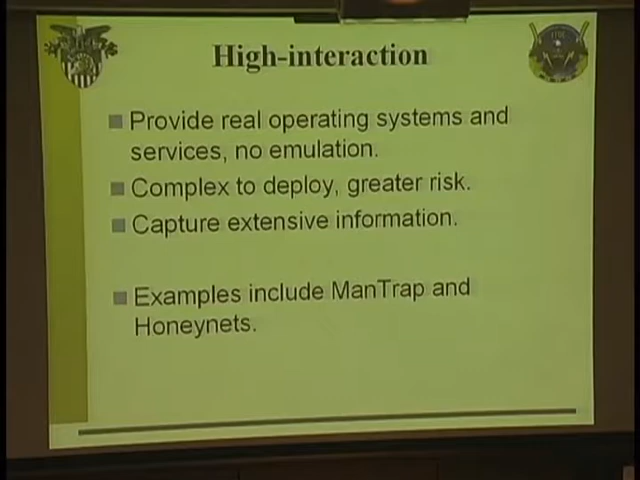 High-interaction
Provide real operating systems and
services, no emulation.
Complex to deploy, greater risk.
Capture extensive information.
Examples include ManTrap and
Honeynets.